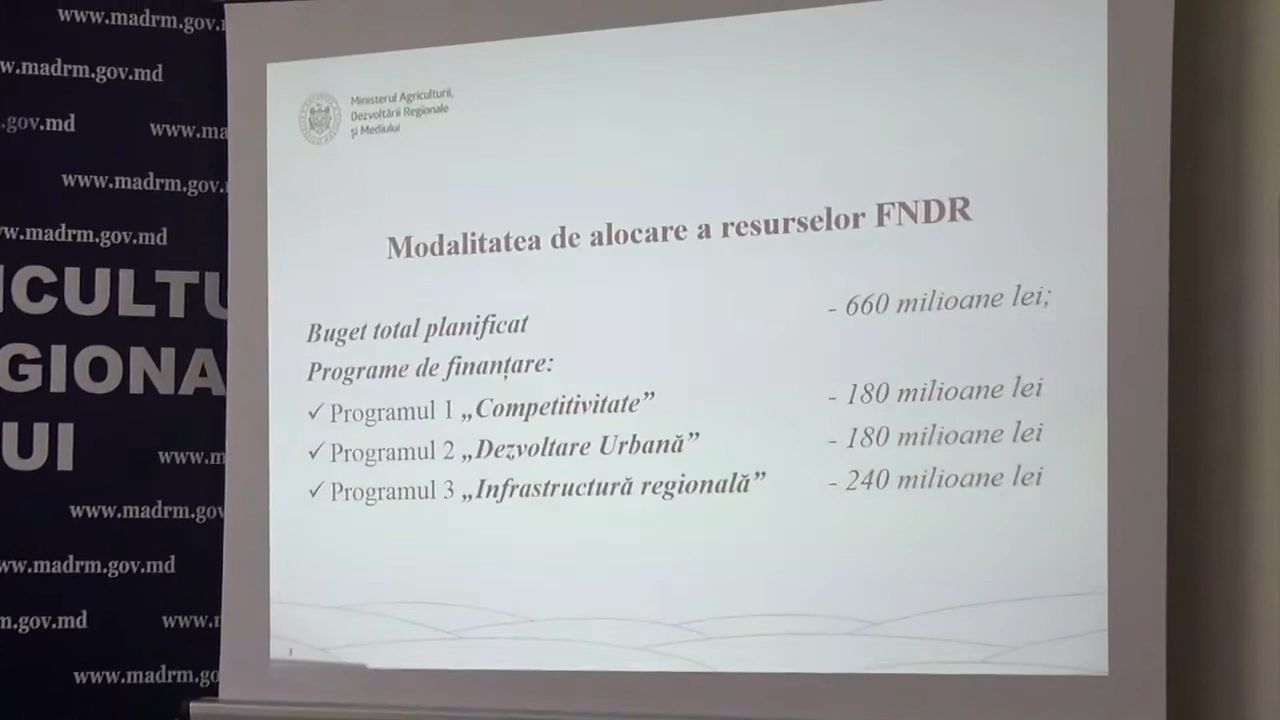 www.madrm.gov.
w.madrm.gov.md
.gov.md www.ma
www.madrm.gov.
w.madrm.gov.md
ICULTU
GIONA
UI
www.m
www.madrm.gov
ww.madrm.gov.md
m.gov.md www.
www.madrm.go
Ministerul Agriculturii,
Dezvoltării Regionale
și Mediului
Modalitatea de alocare a resurselor FNDR
Buget total planificat - 660 milioane lei;
Programe de finanțare:
✓ Programul 1 „Competitivitate” - 180 milioane lei
✓ Programul 2 „Dezvoltare Urbană” - 180 milioane lei
✓ Programul 3 „Infrastructură regională” - 240 milioane lei